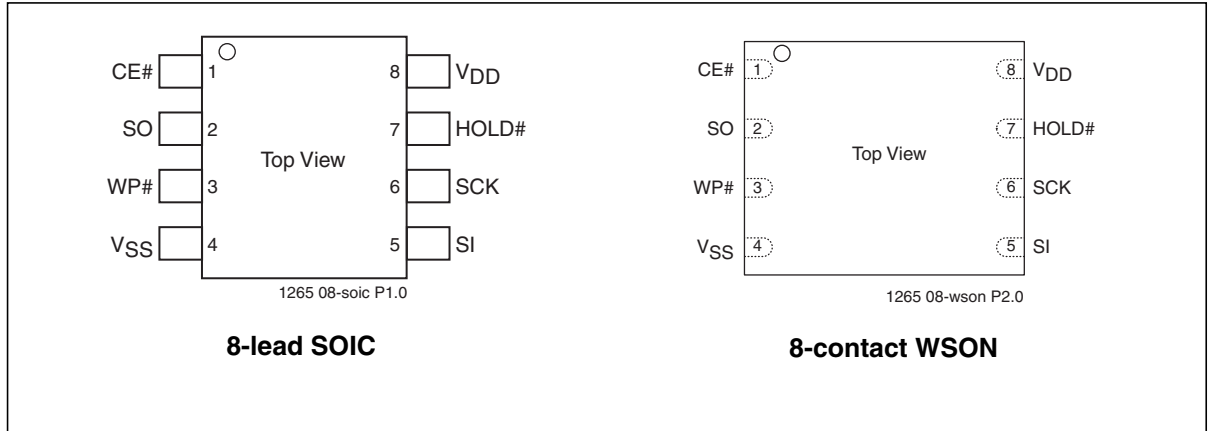 CE# 1 8 VDD
SO 2 7 HOLD#
Top View
WP# 3 6 SCK
VSS 4 5 SI
1265 08-soic P1.0
8-lead SOIC
CE# 1 8 VDD
SO 2 7 HOLD#
Top View
WP# 3 6 SCK
VSS 4 5 SI
1265 08-wson P2.0
8-contact WSON